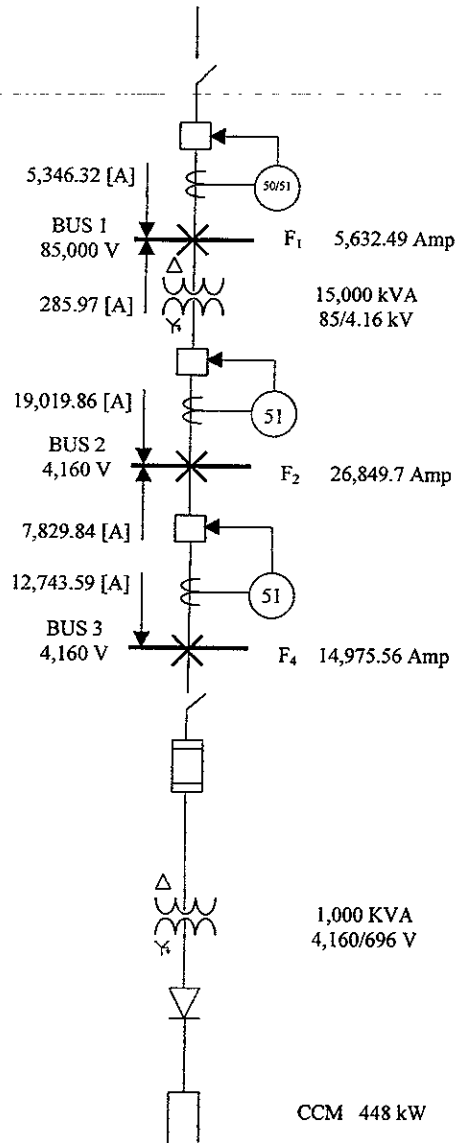 5,346.32 [A]
50/51
BUS 1
85,000 V
F1 5,632.49 Amp
285.97 [A]
15,000 kVA
85/4.16 kV
19,019.86 [A]
51
BUS 2
4,160 V
F2 26,849.7 Amp
7,829.84 [A]
12,743.59 [A]
51
BUS 3
4,160 V
F4 14,975.56 Amp
1,000 KVA
4,160/696 V
CCM 448 kW